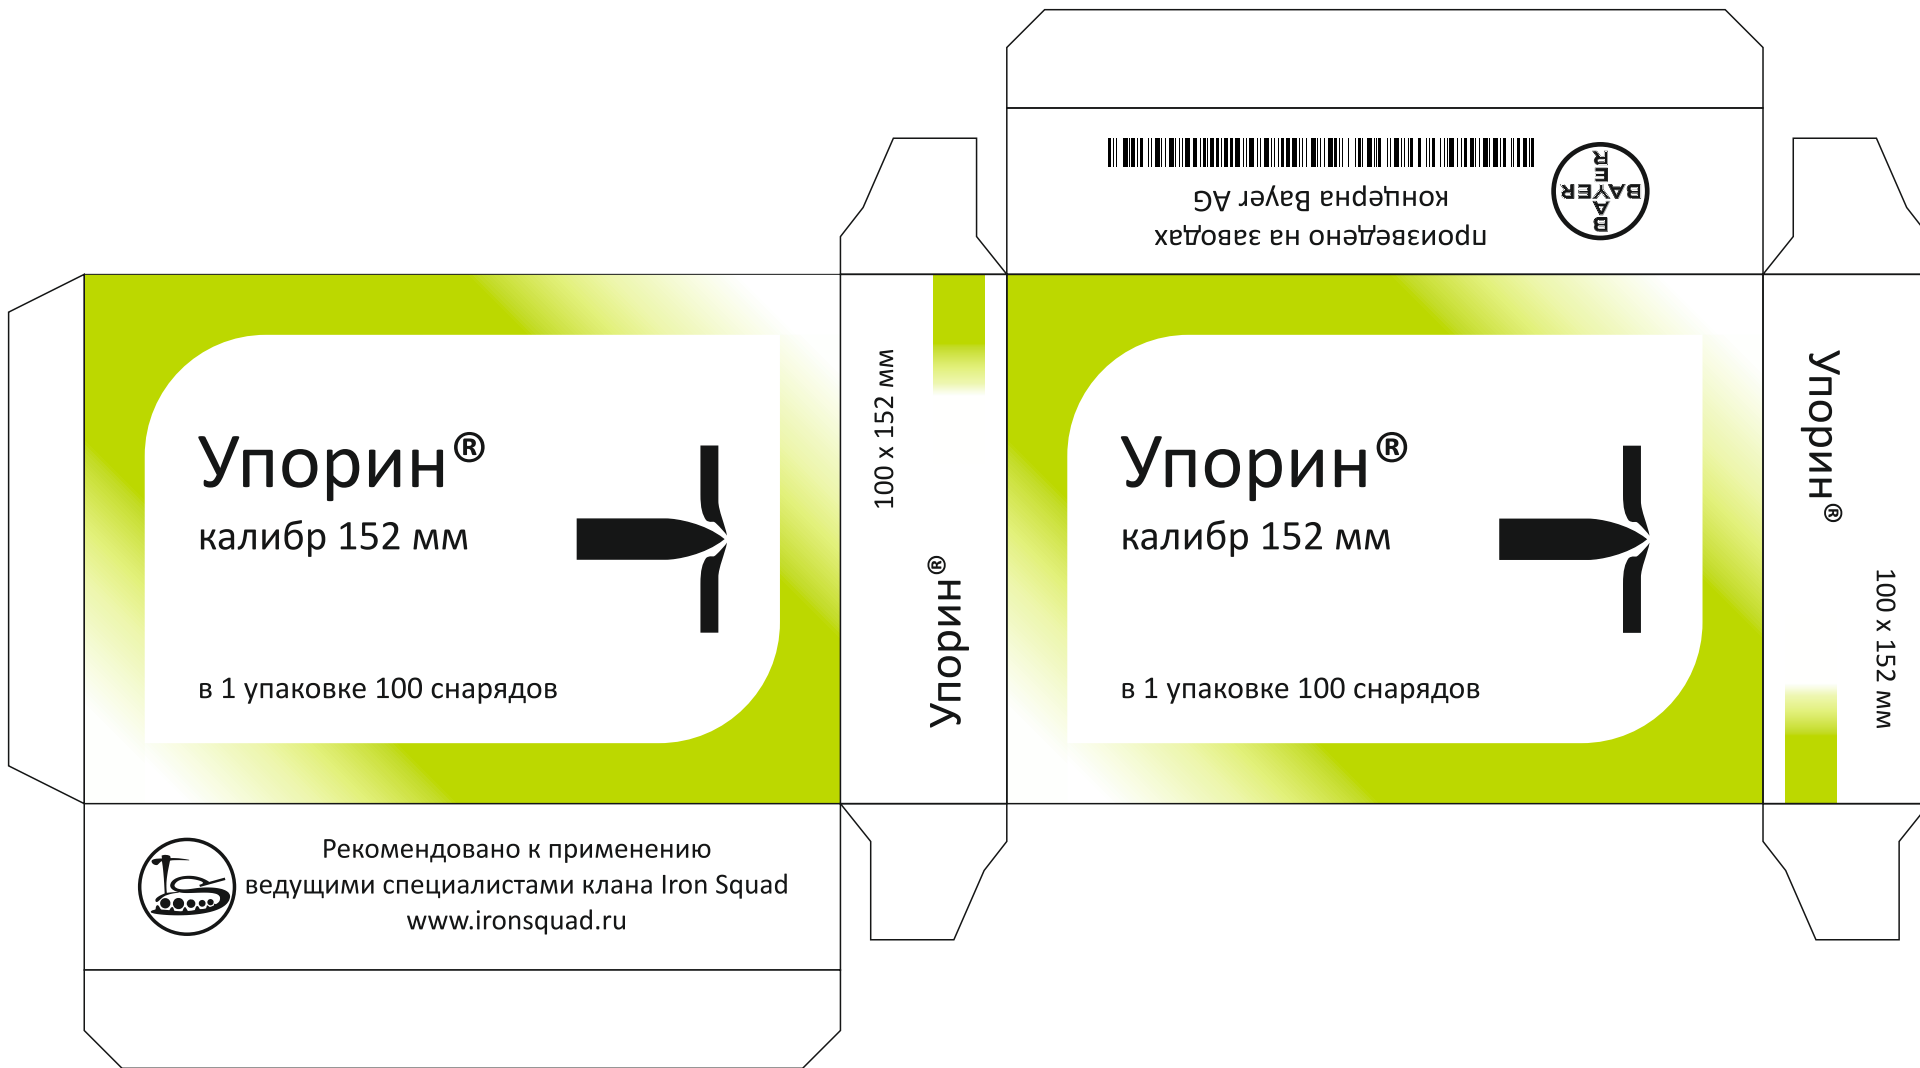 произведено на заводах
концерна Bayer AG
BAYER
BAYER
Упорин®
калибр 152 мм
в 1 упаковке 100 снарядов
100 x 152 мм
Упорин®
Упорин®
калибр 152 мм
в 1 упаковке 100 снарядов
Упорин®
100 x 152 мм
Рекомендовано к применению
ведущими специалистами клана Iron Squad
www.ironsquad.ru